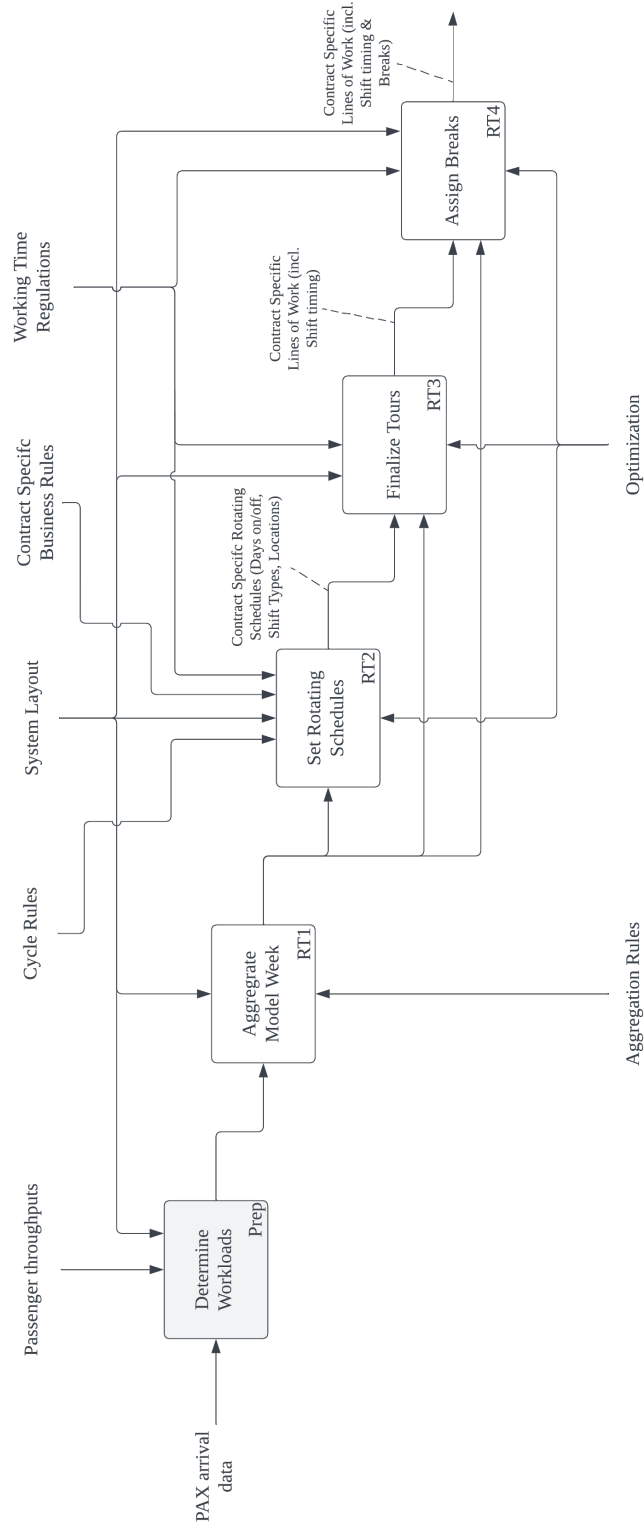 PAX arrival
data
Passenger throughputs
Determine
Workloads
Prep
Cycle Rules
Aggregrate
Model Week
RT1
Aggregation Rules
System Layout
Contract Specifc
Business Rules
Set Rotating
Schedules
RT2
Contract Specifc Rotating
Schedules (Days on/off,
Shift Types, Locations)
Working Time
Regulations
Finalize Tours
RT3
Contract Specific
Lines of Work (incl.
Shift timing)
Optimization
Assign Breaks
RT4
Contract Specific
Lines of Work (incl.
Shift timing &
Breaks)